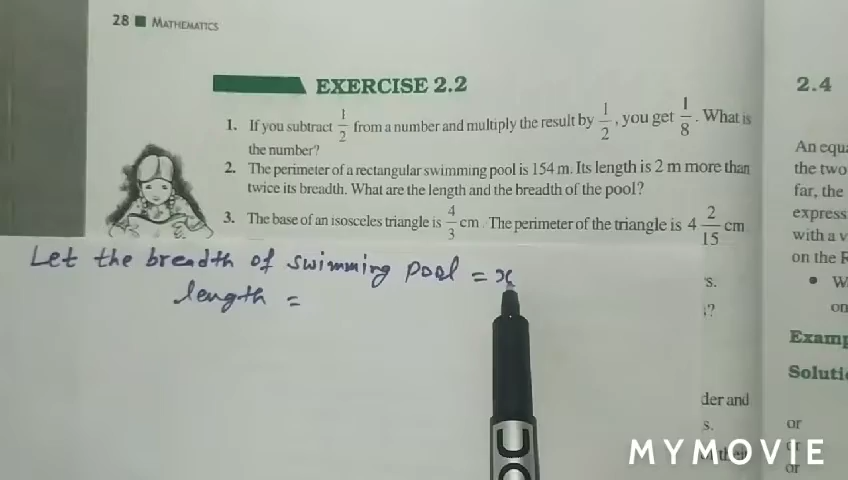 28 ■ MATHEMATICS
EXERCISE 2.2
1. If you subtract 1/2 from a number and multiply the result by 1/2, you get 1/8. What is
the number?
2. The perimeter of a rectangular swimming pool is 154 m. Its length is 2 m more than
twice its breadth. What are the length and the breadth of the pool?
3. The base of an isosceles triangle is 4/3 cm. The perimeter of the triangle is 4 2/15 cm
Let the breadth of swimming pool = x
length =
s.
?
der and
s.
MYMOVIE
2.4
An equa
the two
far, the
express
with a v
on the R
• W
on
Examp
Solutio
or
or
or